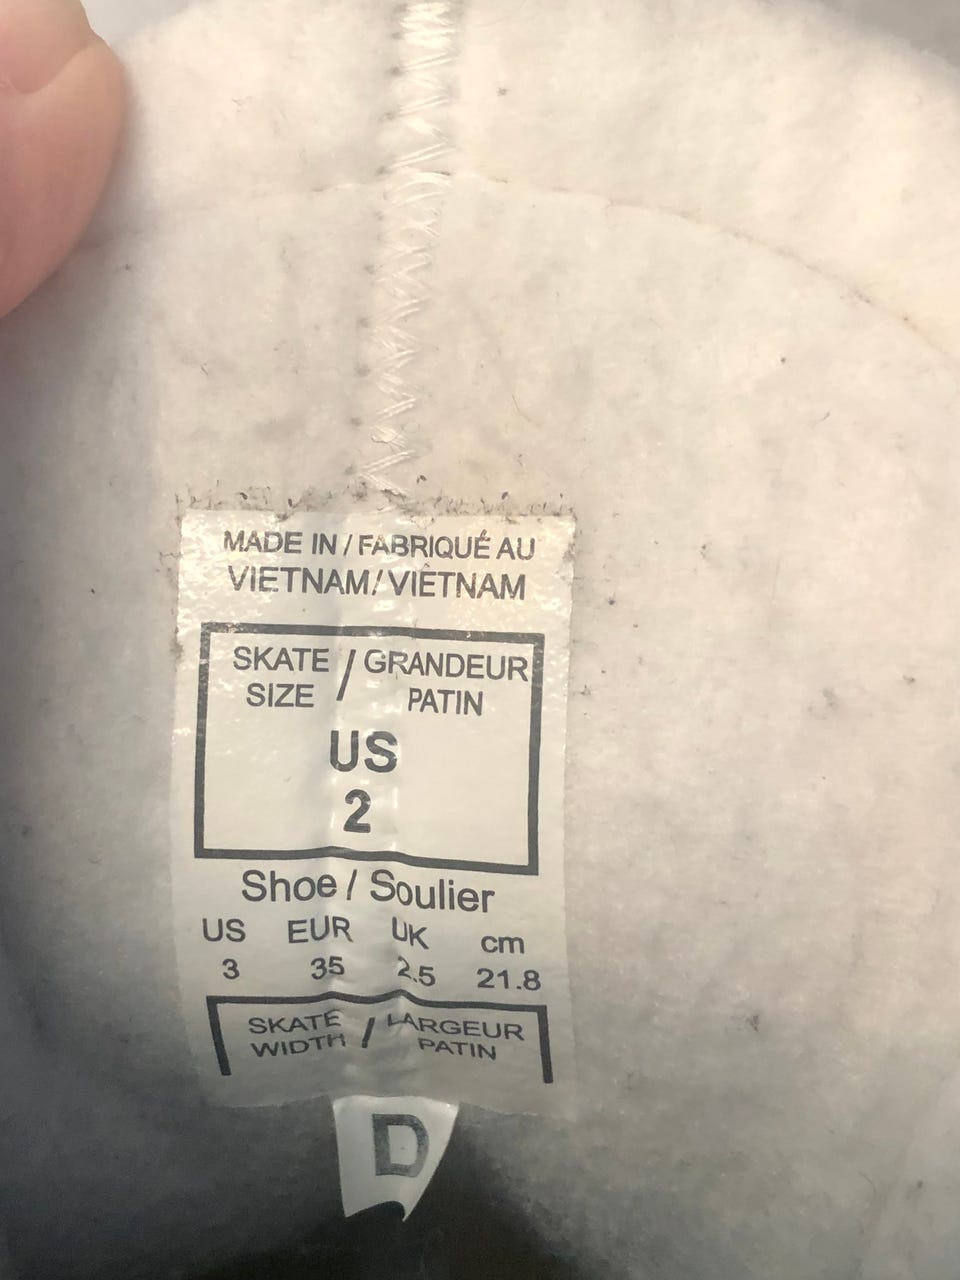 MADE IN / FABRIQUÉ AU
VIETNAM / VIÊTNAM
SKATE / GRANDEUR
SIZE PATIN
US
2
Shoe / Soulier
US EUR UK cm
3 35 2.5 21.8
SKATE / LARGEUR
WIDTH PATIN
D